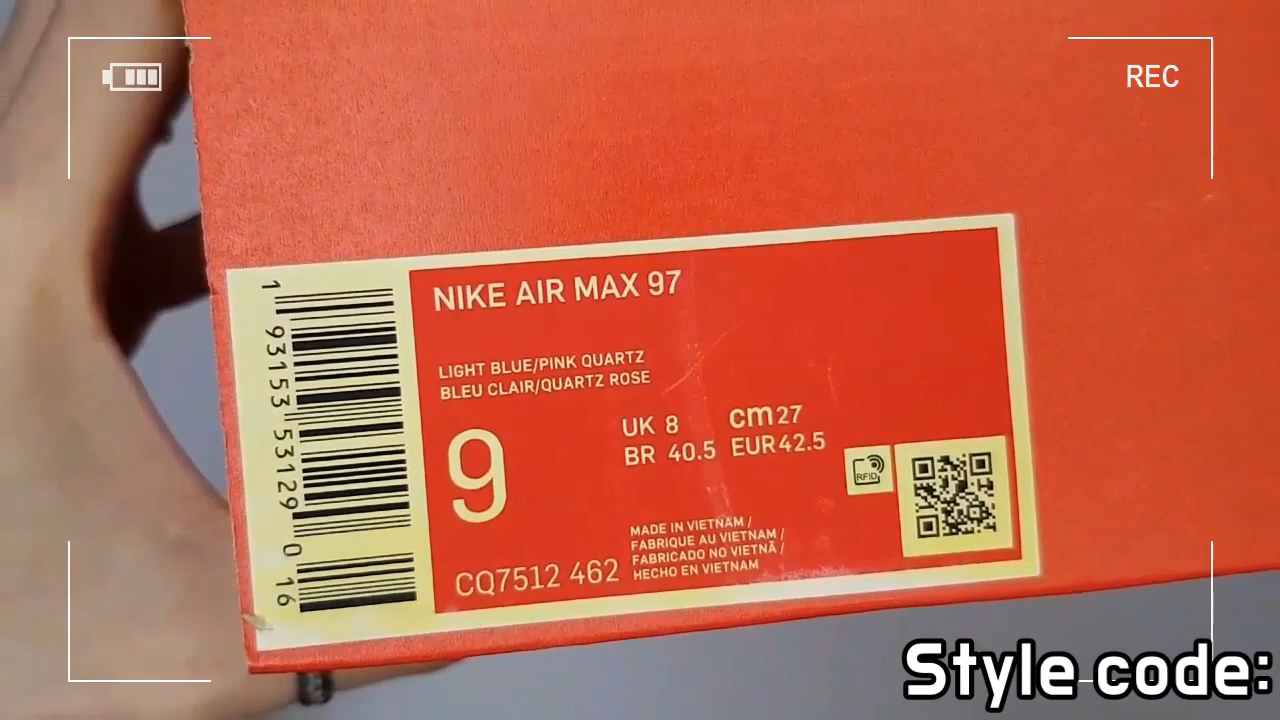 REC
NIKE AIR MAX 97
LIGHT BLUE/PINK QUARTZ
BLEU CLAIR/QUARTZ ROSE
9
UK 8 cm 27
BR 40.5 EUR 42.5
RFID
MADE IN VIETNAM /
FABRIQUE AU VIETNAM /
FABRICADO NO VIETNÃ /
HECHO EN VIETNAM
CQ7512 462
1 93153 53129 0 16
Style code: